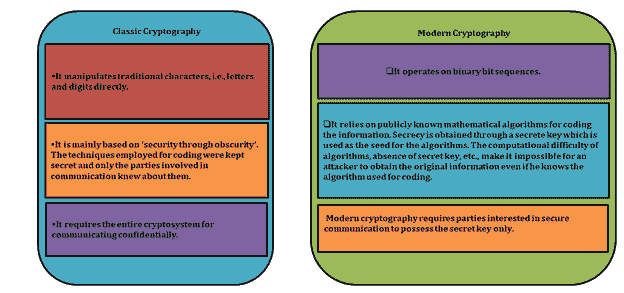 Classic Cryptography
•It manipulates traditional characters, i.e., letters
and digits directly.
•It is mainly based on ‘security through obscurity’.
The techniques employed for coding were kept
secret and only the parties involved in
communication knew about them.
•It requires the entire cryptosystem for
communicating confidentially.
Modern Cryptography
❑It operates on binary bit sequences.
❑It relies on publicly known mathematical algorithms for coding
the information. Secrecy is obtained through a secrete key which is
used as the seed for the algorithms. The computational difficulty of
algorithms, absence of secret key, etc., make it impossible for an
attacker to obtain the original information even if he knows the
algorithm used for coding.
Modern cryptography requires parties interested in secure
communication to possess the secret key only.